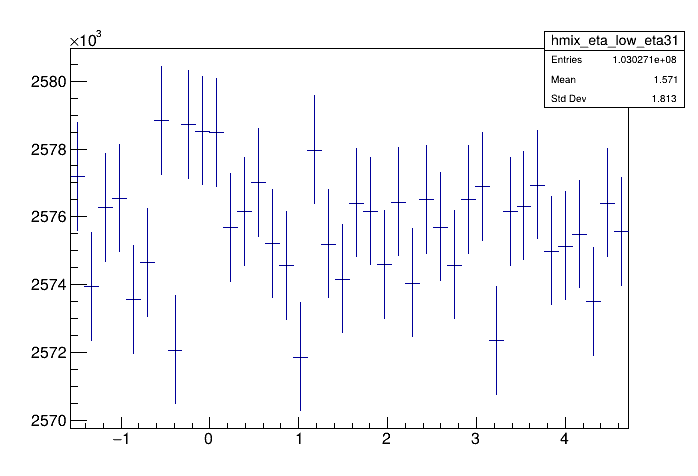 ×10³
hmix_eta_low_eta31
Entries 1.030271e+08
Mean 1.571
Std Dev 1.813
2580
2578
2576
2574
2572
2570
−1 0 1 2 3 4